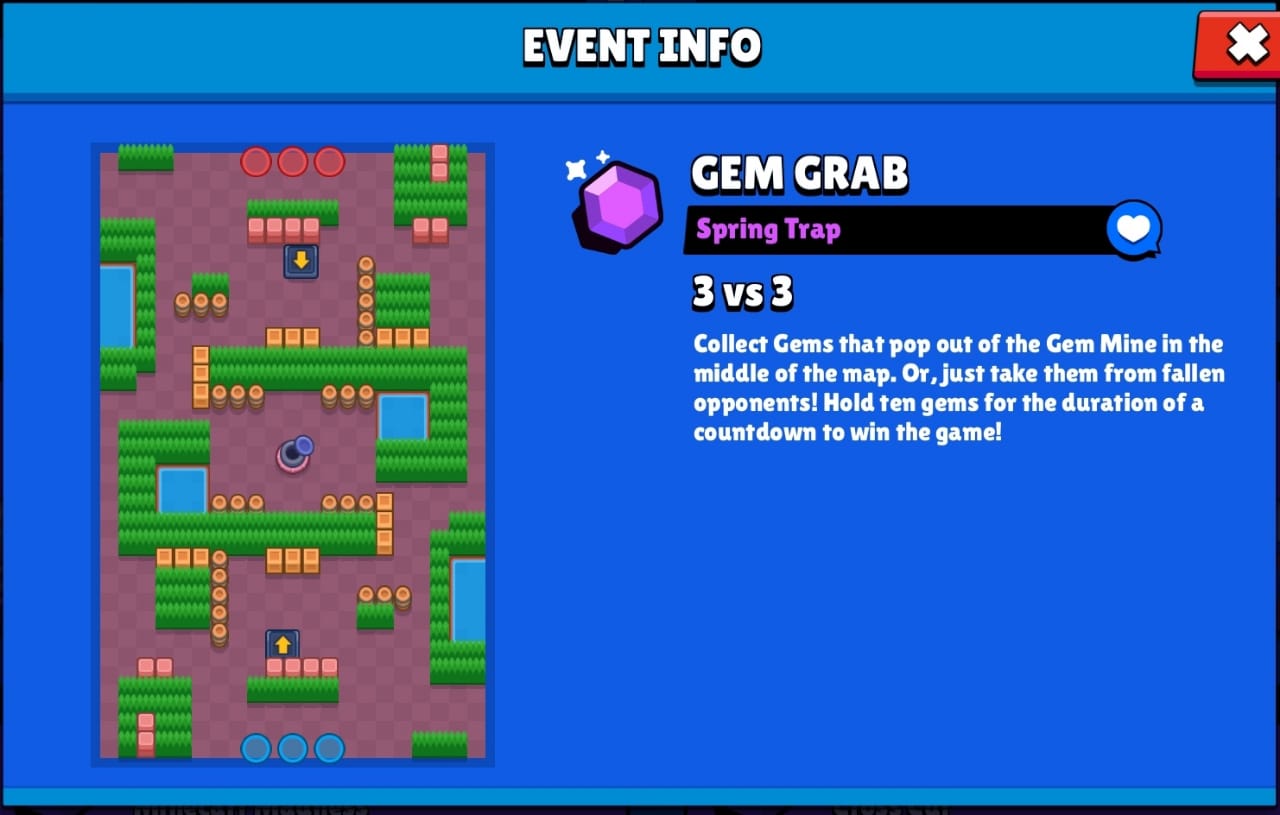 EVENT INFO
GEM GRAB
Spring Trap
3 vs 3
Collect Gems that pop out of the Gem Mine in the
middle of the map. Or, just take them from fallen
opponents! Hold ten gems for the duration of a
countdown to win the game!